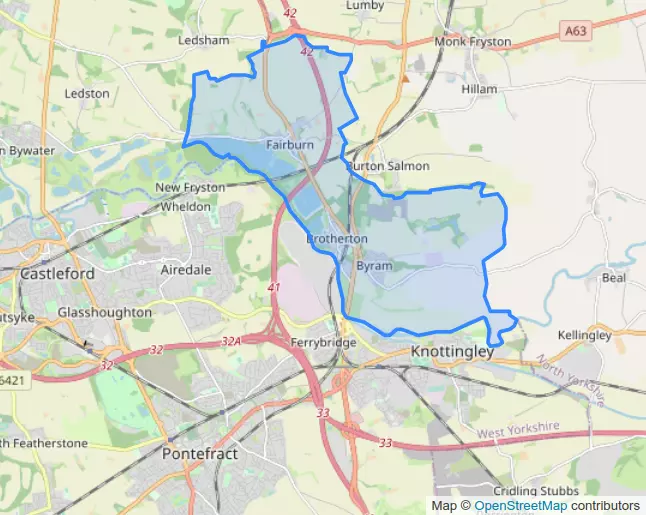 42
Lumby
Ledsham
A63
Monk Fryston
42
Ledston
Hillam
n Bywater
Fairburn
Burton Salmon
New Fryston
Wheldon
Brotherton
Castleford
Airedale
Byram
Beal
41
utsyke
Glasshoughton
Kellingley
32
32A
Ferrybridge
Knottingley
32
North Yorkshire
6421
33
West Yorkshire
33
h Featherstone
Pontefract
Cridling Stubbs
Map © OpenStreetMap contributors